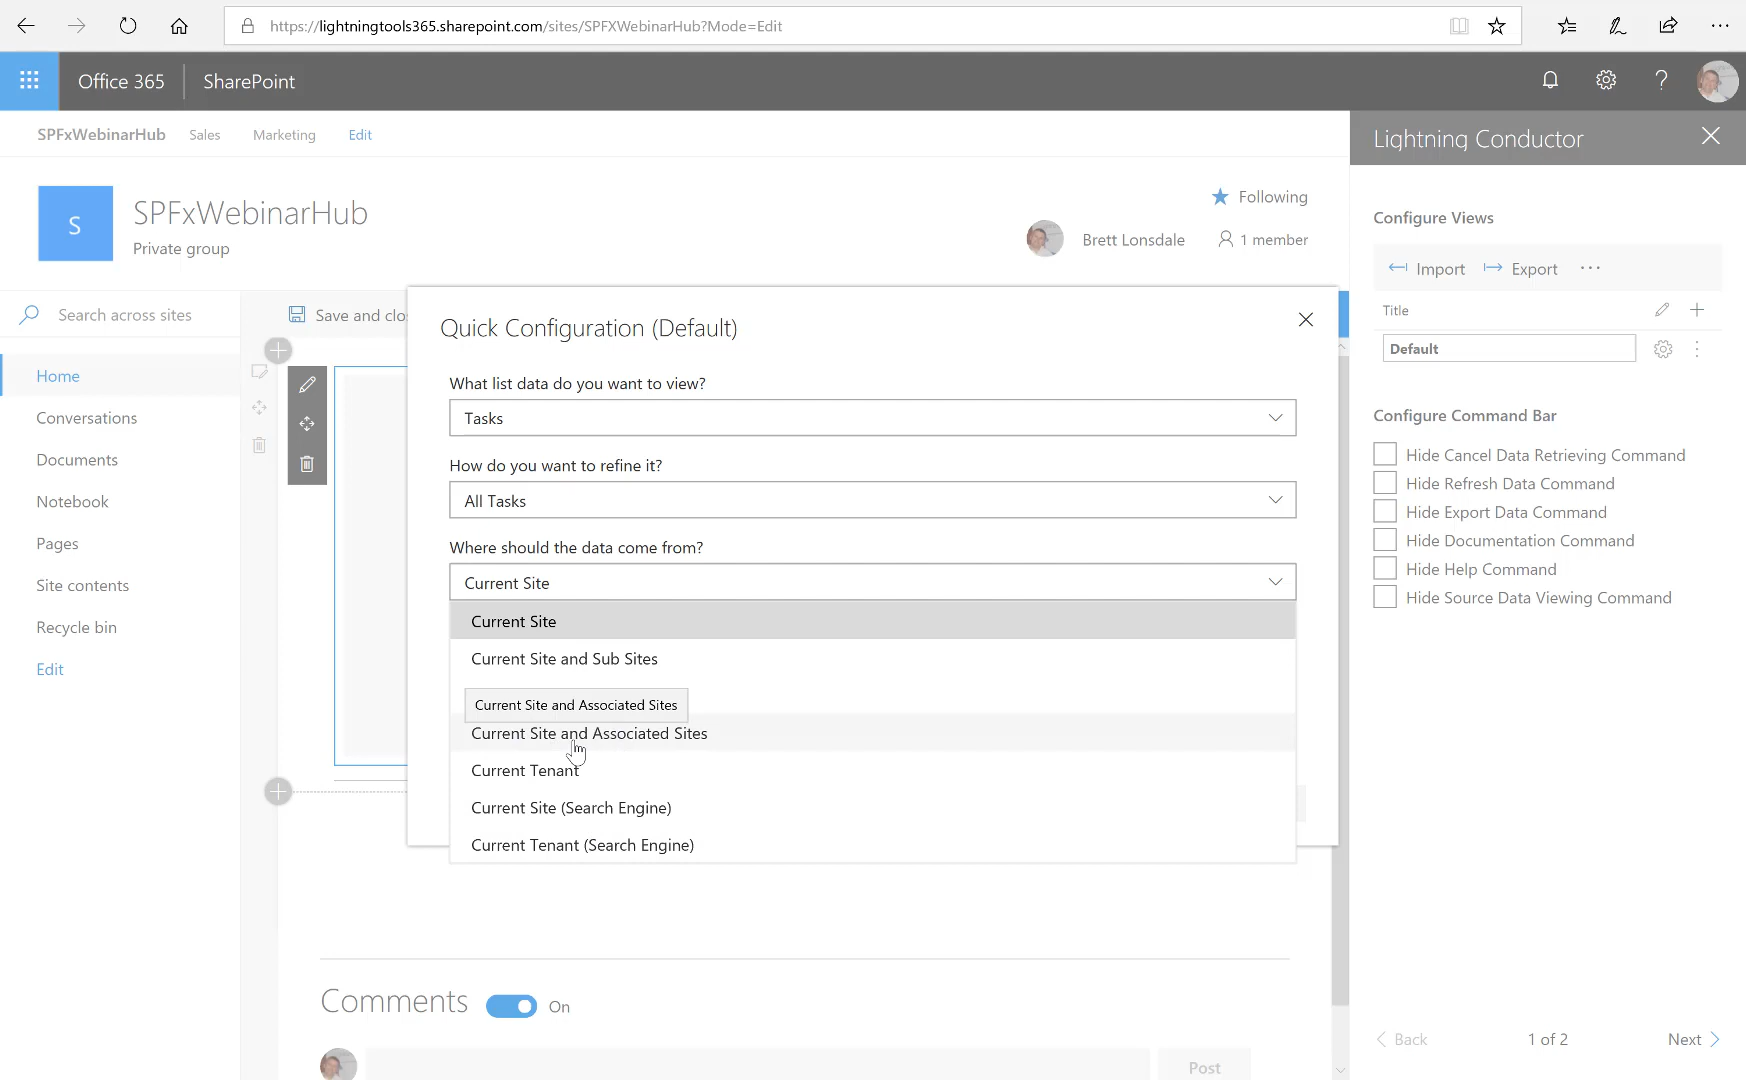 https://lightningtools365.sharepoint.com/sites/SPFXWebinarHub?Mode=Edit
Office 365
SharePoint
SPFxWebinarHub
Sales
Marketing
Edit
S
SPFxWebinarHub
Private group
Following
Brett Lonsdale
1 member
Search across sites
Home
Conversations
Documents
Notebook
Pages
Site contents
Recycle bin
Edit
Save and clo
Quick Configuration (Default)
What list data do you want to view?
Tasks
How do you want to refine it?
All Tasks
Where should the data come from?
Current Site
Current Site
Current Site and Sub Sites
Current Site and Associated Sites
Current Site and Associated Sites
Current Tenant
Current Site (Search Engine)
Current Tenant (Search Engine)
Comments
On
Post
Lightning Conductor
Configure Views
Import
Export
Title
Default
Configure Command Bar
Hide Cancel Data Retrieving Command
Hide Refresh Data Command
Hide Export Data Command
Hide Documentation Command
Hide Help Command
Hide Source Data Viewing Command
Back
1 of 2
Next